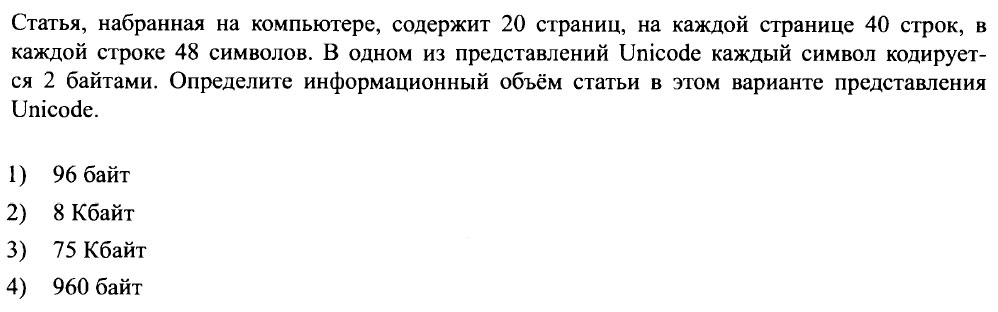 Статья, набранная на компьютере, содержит 20 страниц, на каждой странице 40 строк, в
каждой строке 48 символов. В одном из представлений Unicode каждый символ кодирует-
ся 2 байтами. Определите информационный объём статьи в этом варианте представления
Unicode.
1) 96 байт
2) 8 Кбайт
3) 75 Кбайт
4) 960 байт